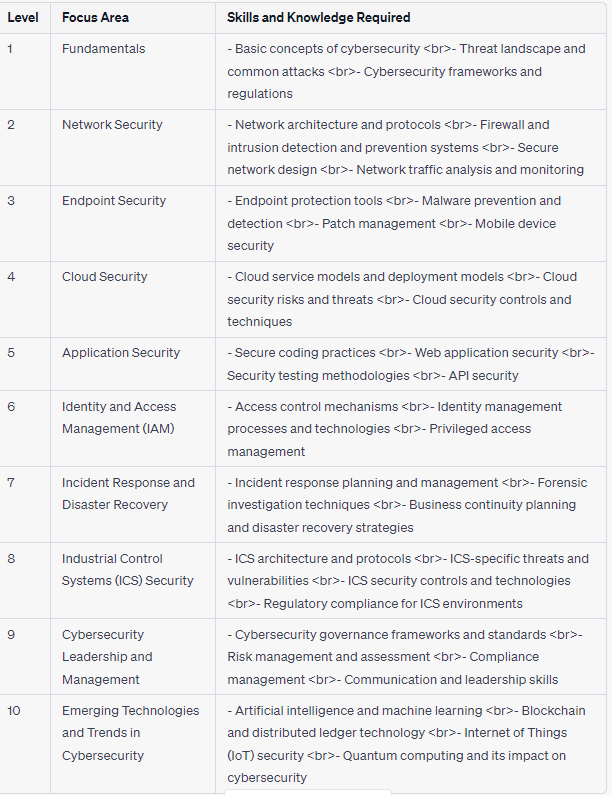 Level Focus Area Skills and Knowledge Required
1 Fundamentals - Basic concepts of cybersecurity <br>- Threat landscape and
common attacks <br>- Cybersecurity frameworks and
regulations
2 Network Security - Network architecture and protocols <br>- Firewall and
intrusion detection and prevention systems <br>- Secure
network design <br>- Network traffic analysis and monitoring
3 Endpoint Security - Endpoint protection tools <br>- Malware prevention and
detection <br>- Patch management <br>- Mobile device
security
4 Cloud Security - Cloud service models and deployment models <br>- Cloud
security risks and threats <br>- Cloud security controls and
techniques
5 Application Security - Secure coding practices <br>- Web application security <br>-
Security testing methodologies <br>- API security
6 Identity and Access - Access control mechanisms <br>- Identity management
Management (IAM) processes and technologies <br>- Privileged access
management
7 Incident Response and - Incident response planning and management <br>- Forensic
Disaster Recovery investigation techniques <br>- Business continuity planning
and disaster recovery strategies
8 Industrial Control - ICS architecture and protocols <br>- ICS-specific threats and
Systems (ICS) Security vulnerabilities <br>- ICS security controls and technologies
<br>- Regulatory compliance for ICS environments
9 Cybersecurity - Cybersecurity governance frameworks and standards <br>-
Leadership and Risk management and assessment <br>- Compliance
Management management <br>- Communication and leadership skills
10 Emerging Technologies - Artificial intelligence and machine learning <br>- Blockchain
and Trends in and distributed ledger technology <br>- Internet of Things
Cybersecurity (IoT) security <br>- Quantum computing and its impact on
cybersecurity